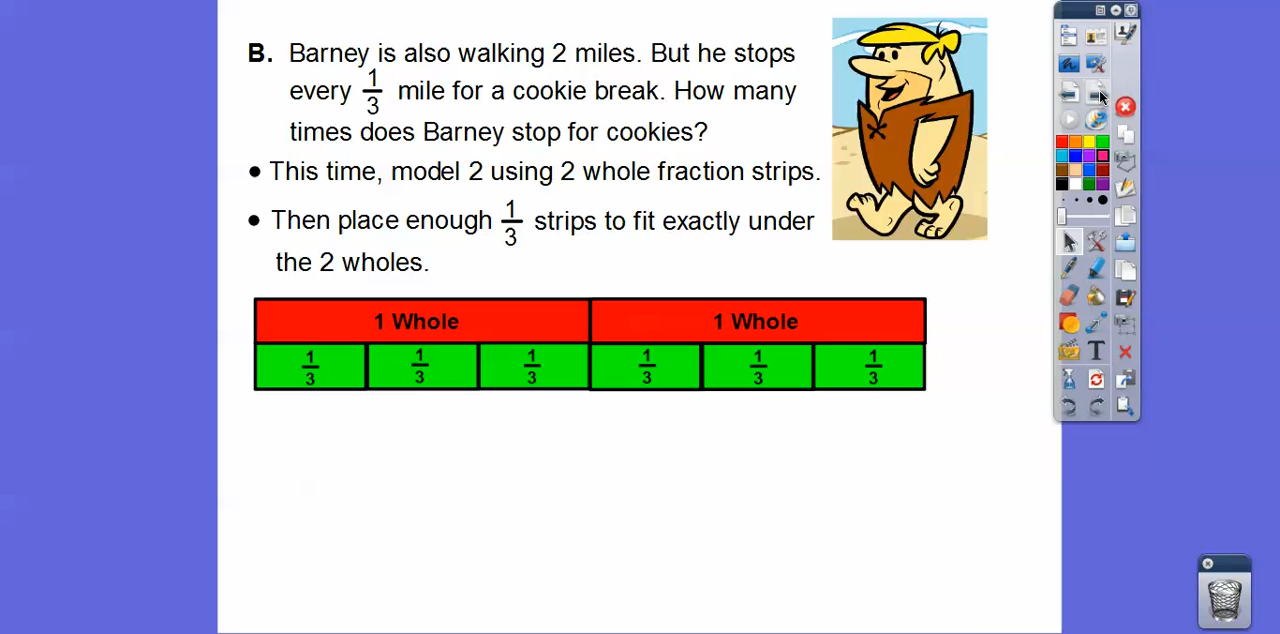 B. Barney is also walking 2 miles. But he stops
every 1/3 mile for a cookie break. How many
times does Barney stop for cookies?
• This time, model 2 using 2 whole fraction strips.
• Then place enough 1/3 strips to fit exactly under
the 2 wholes.
1 Whole 1 Whole
1/3 1/3 1/3 1/3 1/3 1/3
T